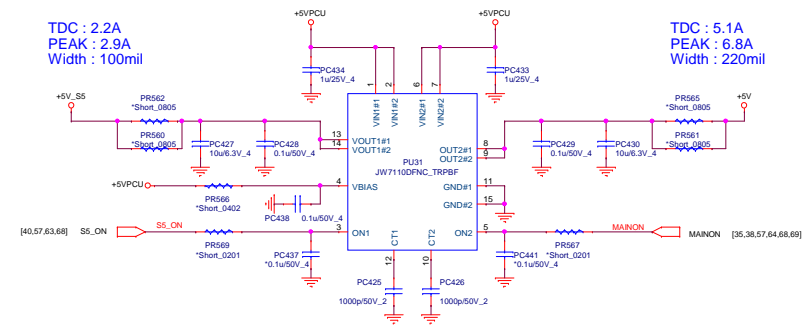 +5VPCU
+5VPCU
TDC : 2.2A
PEAK : 2.9A
Width : 100mil
TDC : 5.1A
PEAK : 6.8A
Width : 220mil
PC434
1u/25V_4
PC433
1u/25V_4
1
2
6
7
VIN1#1
VIN1#2
VIN2#1
VIN2#2
+5V_S5
PR562
*Short_0805
PR560
*Short_0805
PC427
10u/6.3V_4
PC428
0.1u/50V_4
13
14
VOUT1#1
VOUT1#2
OUT2#1
OUT2#2
8
9
PC429
0.1u/50V_4
PC430
10u/6.3V_4
PR565
*Short_0805
PR561
*Short_0805
+5V
PU31
JW7110DFNC_TRPBF
+5VPCU
PR566
*Short_0402
4
VBIAS
GND#1
11
GND#2
15
PC438
0.1u/50V_4
[40,57,63,68]
S5_ON
S5_ON
PR569
*Short_0201
PC437
*0.1u/50V_4
3
ON1
CT1
CT2
ON2
5
PC441
*0.1u/50V_4
PR567
*Short_0201
MAINON
MAINON
[35,38,57,64,68,69]
12
10
PC425
1000p/50V_2
PC426
1000p/50V_2